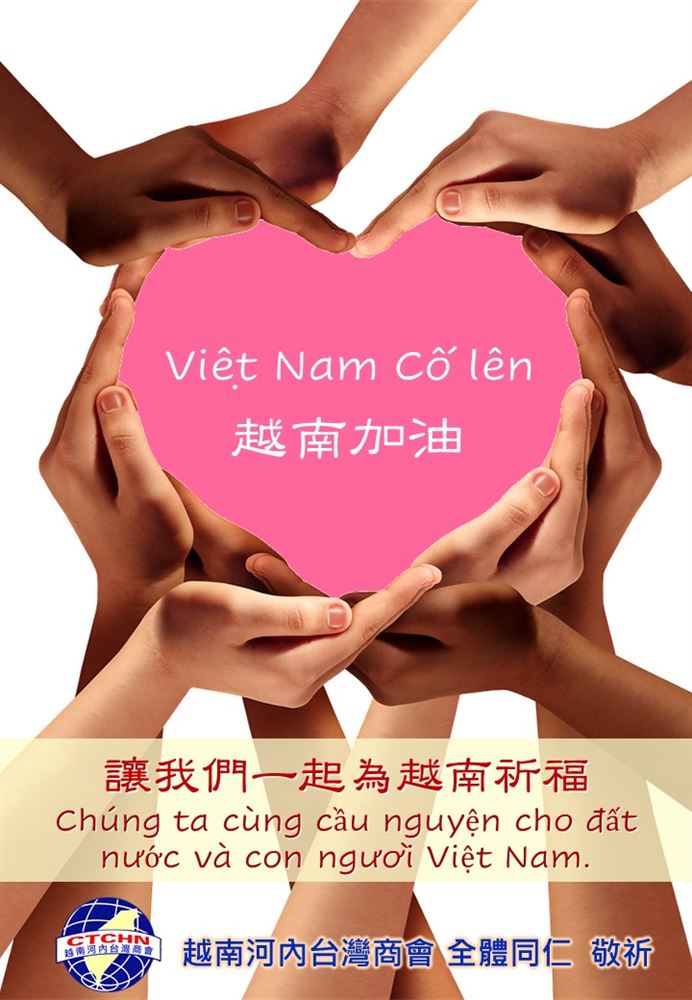 Việt Nam Cố lên
越南加油
讓我們一起為越南祈福
Chúng ta cùng cầu nguyện cho đất
nước và con người Việt Nam.
CTCHN
越南河內台灣商會
越南河內台灣商會 全體同仁 敬祈